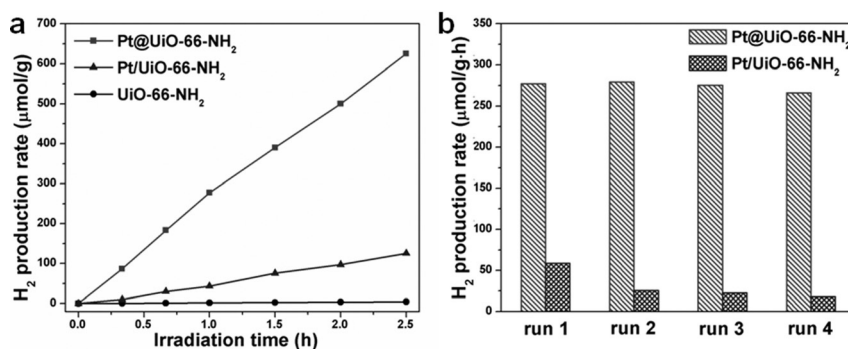 a
H₂ production rate (μmol/g)
700
600
500
400
300
200
100
0
Pt@UiO-66-NH₂
Pt/UiO-66-NH₂
UiO-66-NH₂
0.0 0.5 1.0 1.5 2.0 2.5
Irradiation time (h)
b
H₂ production rate (μmol/g·h)
350
300
250
200
150
100
50
0
Pt@UiO-66-NH₂
Pt/UiO-66-NH₂
run 1 run 2 run 3 run 4